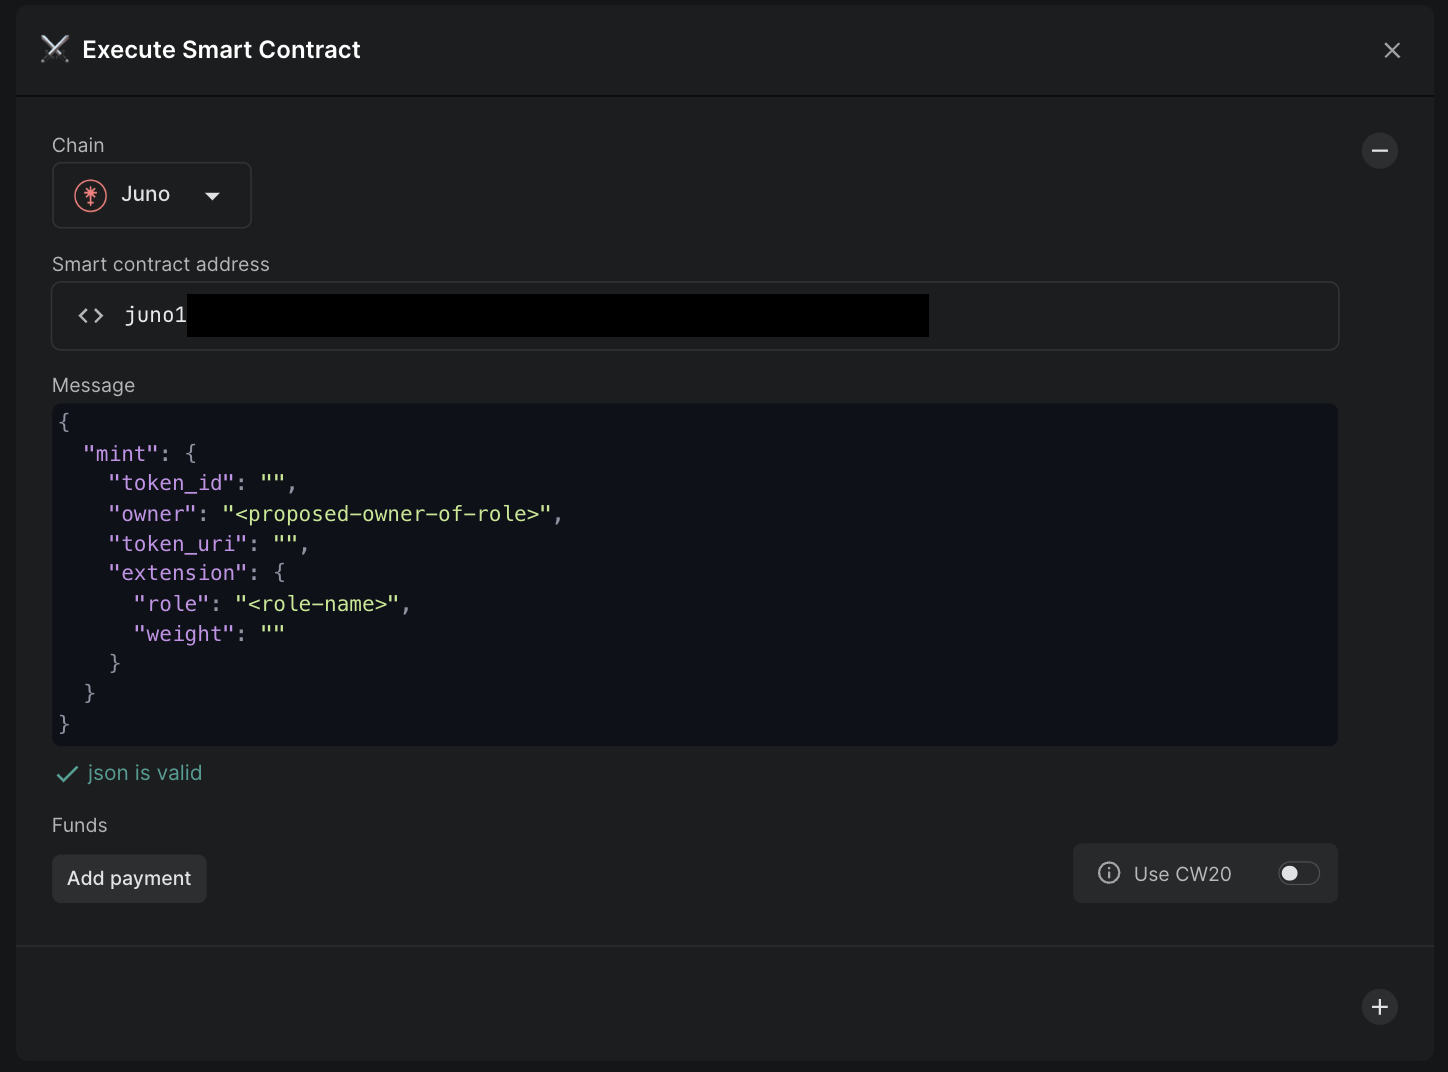 Execute Smart Contract
Chain
Juno
Smart contract address
juno1
Message
{
  "mint": {
    "token_id": "",
    "owner": "<proposed-owner-of-role>",
    "token_uri": "",
    "extension": {
      "role": "<role-name>",
      "weight": ""
    }
  }
}
json is valid
Funds
Add payment
Use CW20